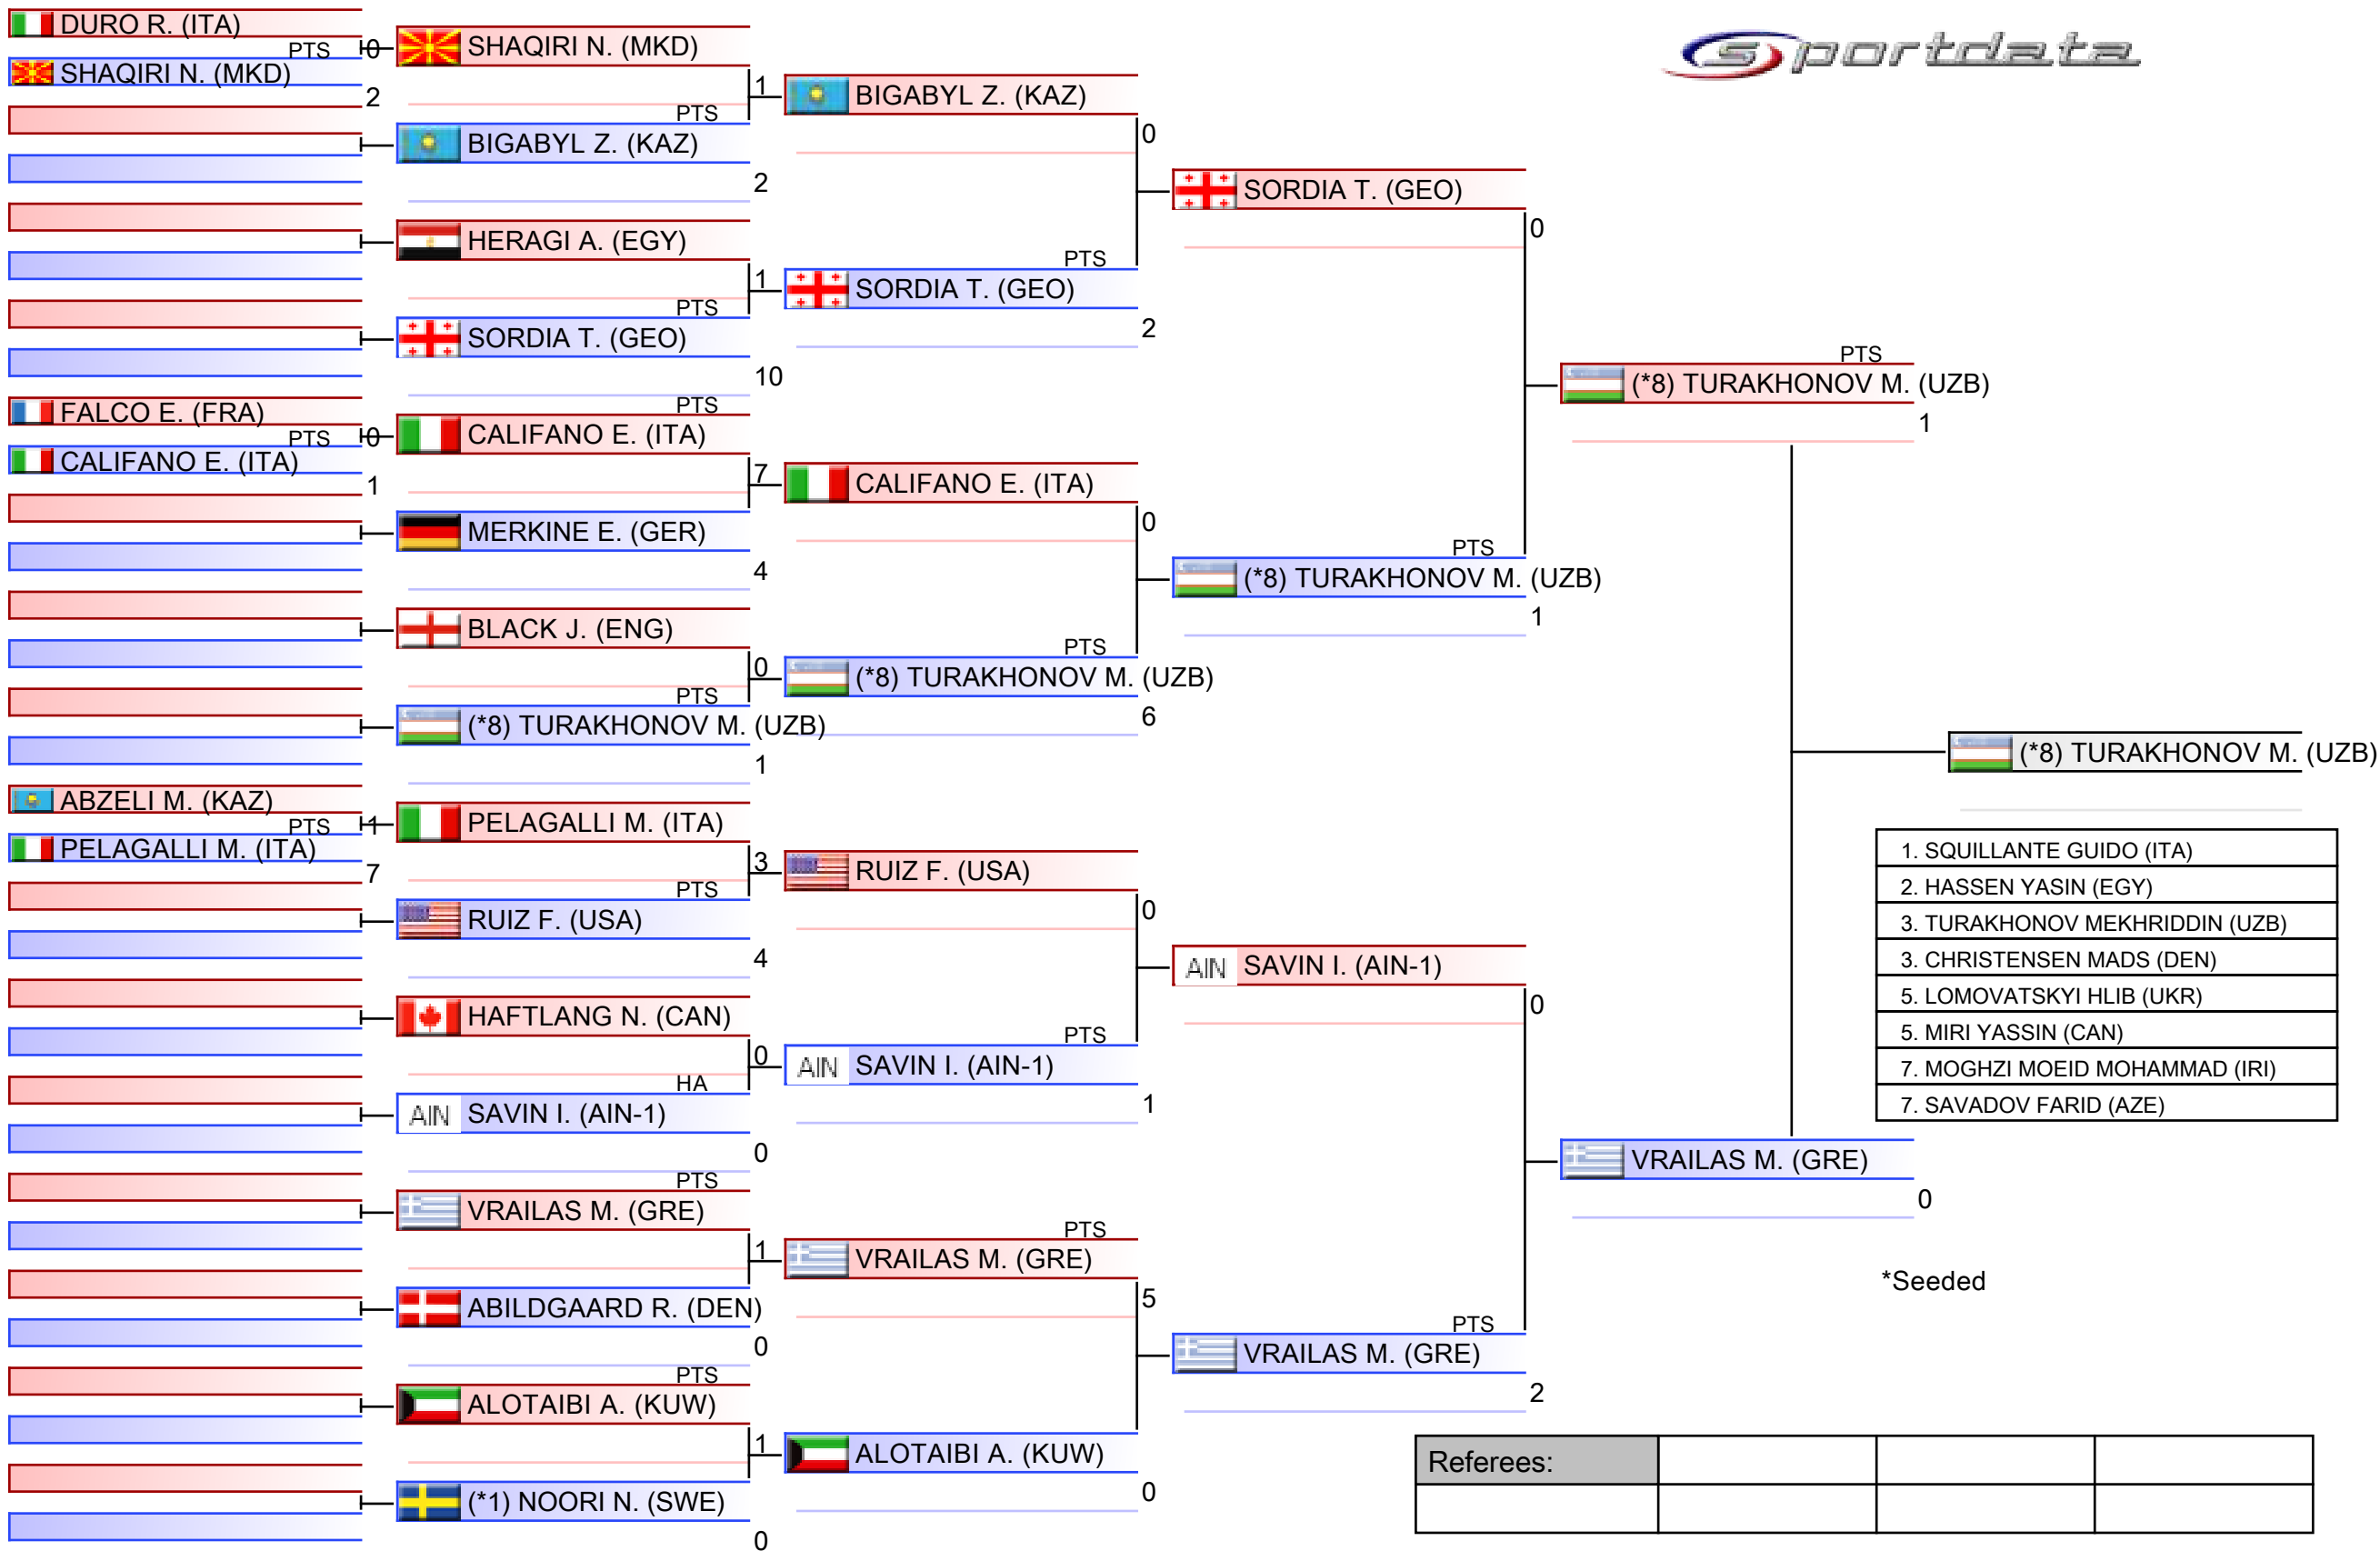 sportdata
DURO R. (ITA)
PTS
0
SHAQIRI N. (MKD)
2
FALCO E. (FRA)
PTS
0
CALIFANO E. (ITA)
1
ABZELI M. (KAZ)
PTS
1
PELAGALLI M. (ITA)
7
SHAQIRI N. (MKD)
1
PTS
BIGABYL Z. (KAZ)
2
HERAGI A. (EGY)
1
PTS
SORDIA T. (GEO)
10
PTS
CALIFANO E. (ITA)
7
MERKINE E. (GER)
4
BLACK J. (ENG)
0
PTS
(*8) TURAKHONOV M. (UZB)
1
PELAGALLI M. (ITA)
3
PTS
RUIZ F. (USA)
4
HAFTLANG N. (CAN)
0
HA
AIN SAVIN I. (AIN-1)
0
PTS
VRAILAS M. (GRE)
1
ABILDGAARD R. (DEN)
0
PTS
ALOTAIBI A. (KUW)
1
(*1) NOORI N. (SWE)
0
BIGABYL Z. (KAZ)
0
PTS
SORDIA T. (GEO)
2
CALIFANO E. (ITA)
0
PTS
(*8) TURAKHONOV M. (UZB)
6
RUIZ F. (USA)
0
PTS
AIN SAVIN I. (AIN-1)
1
PTS
VRAILAS M. (GRE)
5
ALOTAIBI A. (KUW)
0
SORDIA T. (GEO)
0
PTS
(*8) TURAKHONOV M. (UZB)
1
AIN SAVIN I. (AIN-1)
0
PTS
VRAILAS M. (GRE)
2
PTS
(*8) TURAKHONOV M. (UZB)
1
VRAILAS M. (GRE)
0
(*8) TURAKHONOV M. (UZB)
1. SQUILLANTE GUIDO (ITA)
2. HASSEN YASIN (EGY)
3. TURAKHONOV MEKHRIDDIN (UZB)
3. CHRISTENSEN MADS (DEN)
5. LOMOVATSKYI HLIB (UKR)
5. MIRI YASSIN (CAN)
7. MOGHZI MOEID MOHAMMAD (IRI)
7. SAVADOV FARID (AZE)
*Seeded
Referees: